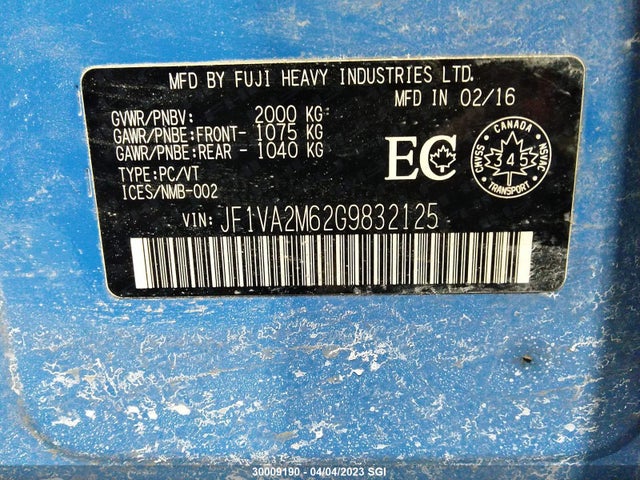 MFD BY FUJI HEAVY INDUSTRIES LTD.
MFD IN 02/16
GVWR/PNBV: 2000 KG
GAWR/PNBE:FRONT- 1075 KG
GAWR/PNBE:REAR - 1040 KG
TYPE:PC/VT
ICES/NMB-002
EC
CANADA
CMVSS
NSVAC
345
TRANSPORT
VIN: JF1VA2M62G9832125
30009190 - 04/04/2023 SGI